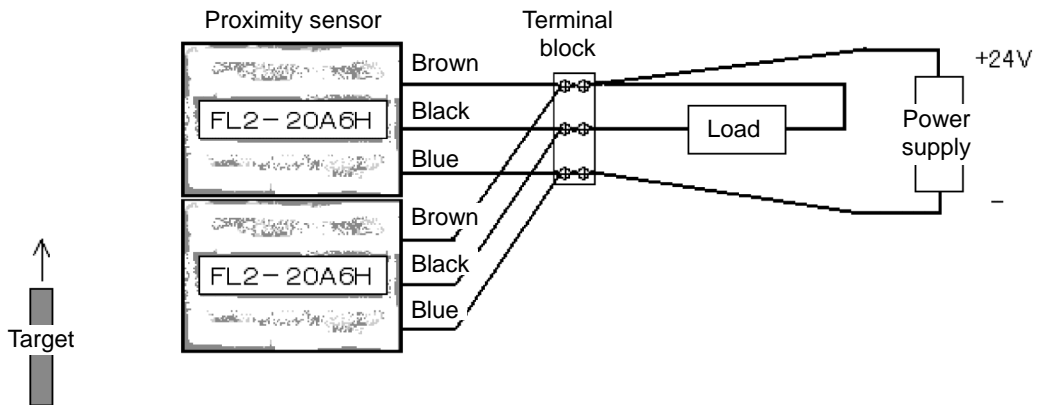 Proximity sensor
Terminal
block
Brown
Black
Blue
FL2-20A6H
Brown
Black
Blue
FL2-20A6H
Load
+24V
Power
supply
−
Target